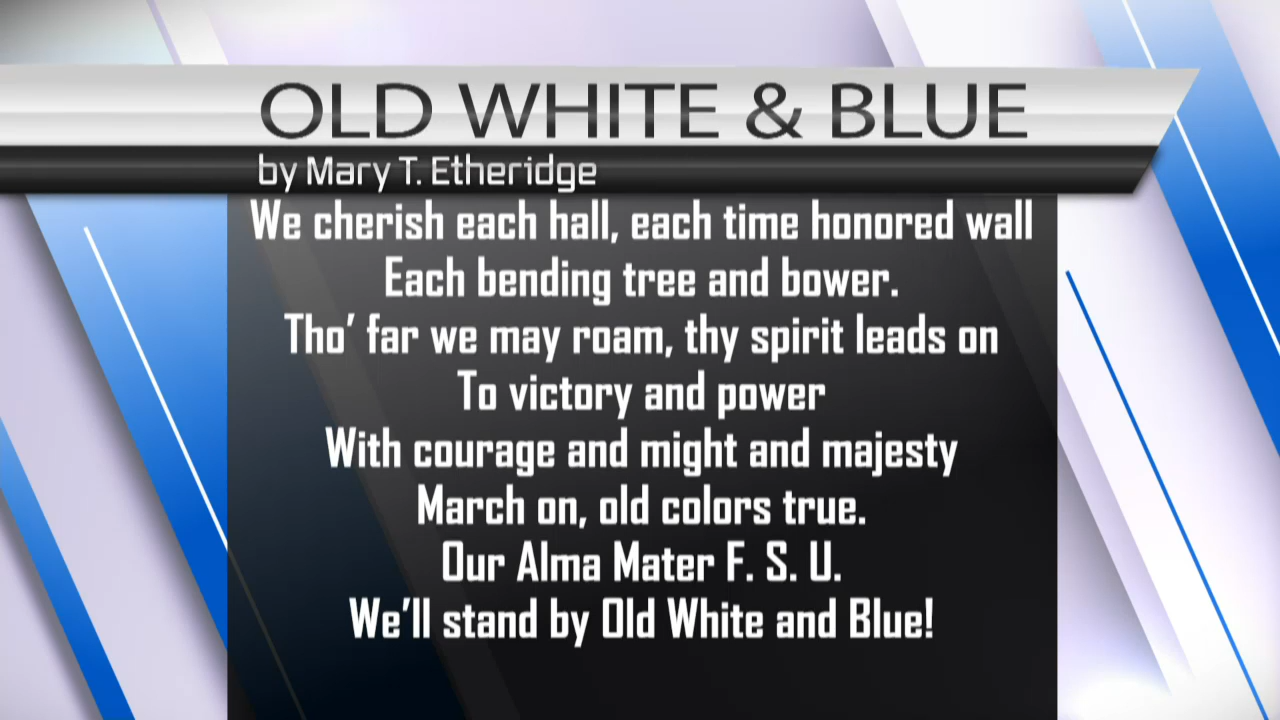 OLD WHITE & BLUE
by Mary T. Etheridge
We cherish each hall, each time honored wall
Each bending tree and bower.
Tho’ far we may roam, thy spirit leads on
To victory and power
With courage and might and majesty
March on, old colors true.
Our Alma Mater F. S. U.
We’ll stand by Old White and Blue!